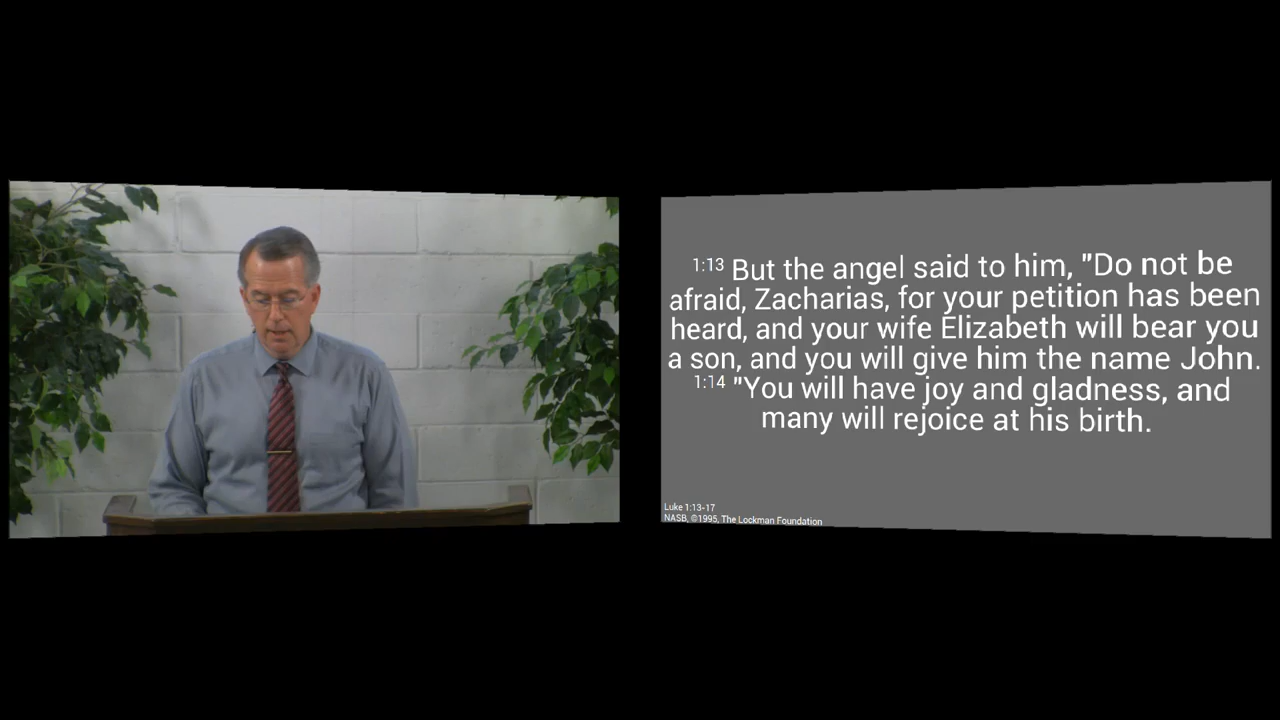 1:13 But the angel said to him, "Do not be
afraid, Zacharias, for your petition has been
heard, and your wife Elizabeth will bear you
a son, and you will give him the name John.
1:14 "You will have joy and gladness, and
many will rejoice at his birth.
Luke 1:13-17
NASB, ©1995, The Lockman Foundation